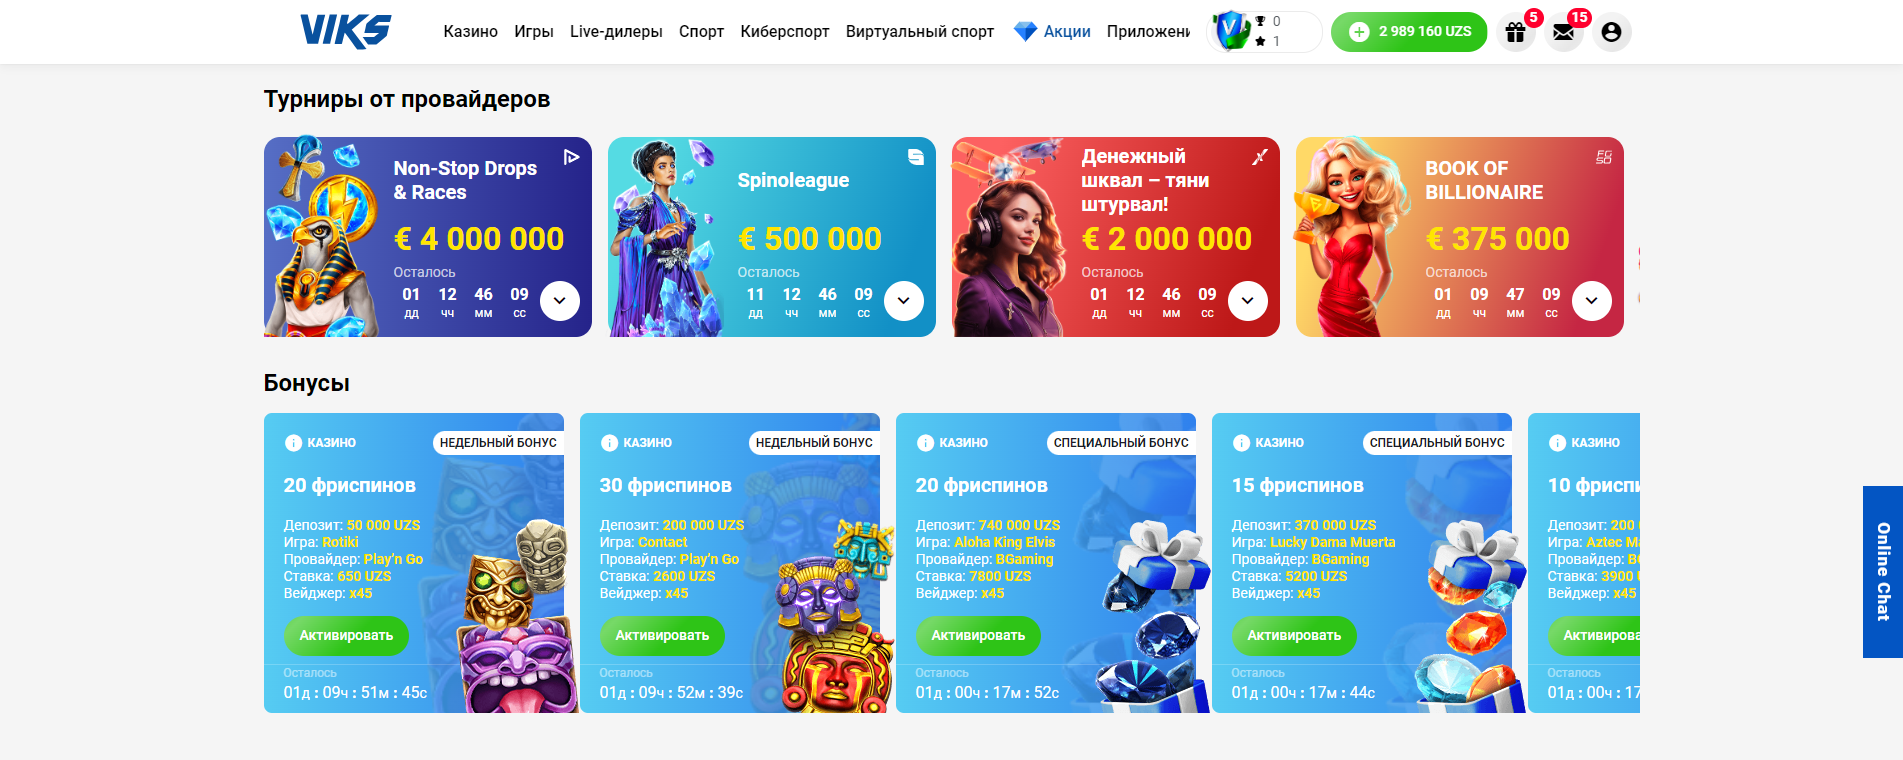 VIKS
Казино Игры Live-дилеры Спорт Киберспорт Виртуальный спорт Акции Приложени
0
1
2 989 160 UZS
5
15
Турниры от провайдеров
Non-Stop Drops
& Races
€ 4 000 000
Осталось
01 12 46 09
дд чч мм сс
Spinoleague
€ 500 000
Осталось
11 12 46 09
дд чч мм сс
Денежный
шквал – тяни
штурвал!
€ 2 000 000
Осталось
01 12 46 09
дд чч мм сс
BOOK OF
BILLIONAIRE
€ 375 000
Осталось
01 09 47 09
дд чч мм сс
Бонусы
КАЗИНО
НЕДЕЛЬНЫЙ БОНУС
20 фриспинов
Депозит: 50 000 UZS
Игра: Rotiki
Провайдер: Play'n Go
Ставка: 650 UZS
Вейджер: x45
Активировать
Осталось
01д : 09ч : 51м : 45с
КАЗИНО
НЕДЕЛЬНЫЙ БОНУС
30 фриспинов
Депозит: 200 000 UZS
Игра: Contact
Провайдер: Play'n Go
Ставка: 2600 UZS
Вейджер: x45
Активировать
Осталось
01д : 09ч : 52м : 39с
КАЗИНО
СПЕЦИАЛЬНЫЙ БОНУС
20 фриспинов
Депозит: 740 000 UZS
Игра: Aloha King Elvis
Провайдер: BGaming
Ставка: 7800 UZS
Вейджер: x45
Активировать
Осталось
01д : 00ч : 17м : 52с
КАЗИНО
СПЕЦИАЛЬНЫЙ БОНУС
15 фриспинов
Депозит: 370 000 UZS
Игра: Lucky Dama Muerta
Провайдер: BGaming
Ставка: 5200 UZS
Вейджер: x45
Активировать
Осталось
01д : 00ч : 17м : 44с
КАЗИНО
10 фриспи
Депозит: 200
Игра: Aztec Ma
Провайдер: B
Ставка: 3900
Вейджер: x45
Активирова
Осталось
01д : 00ч : 17
Online Chat